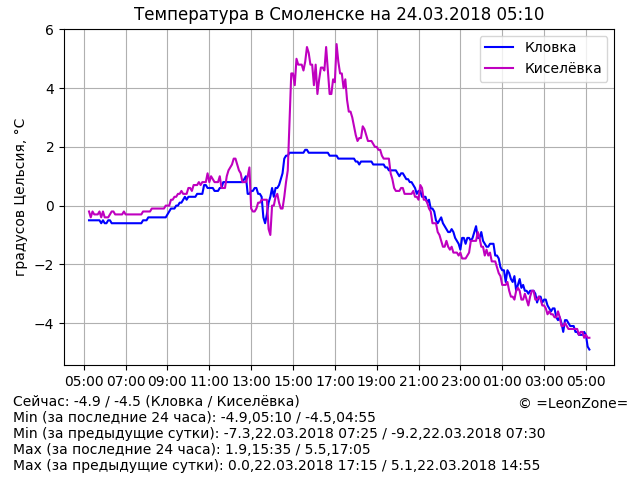 Температура в Смоленске на 24.03.2018 05:10
градусов Цельсия, °C
6
4
2
0
−2
−4
Кловка
Киселёвка
05:00 07:00 09:00 11:00 13:00 15:00 17:00 19:00 21:00 23:00 01:00 03:00 05:00
Сейчас: -4.9 / -4.5 (Кловка / Киселёвка)
© =LeonZone=
Min (за последние 24 часа): -4.9,05:10 / -4.5,04:55
Min (за предыдущие сутки): -7.3,22.03.2018 07:25 / -9.2,22.03.2018 07:30
Max (за последние 24 часа): 1.9,15:35 / 5.5,17:05
Max (за предыдущие сутки): 0.0,22.03.2018 17:15 / 5.1,22.03.2018 14:55